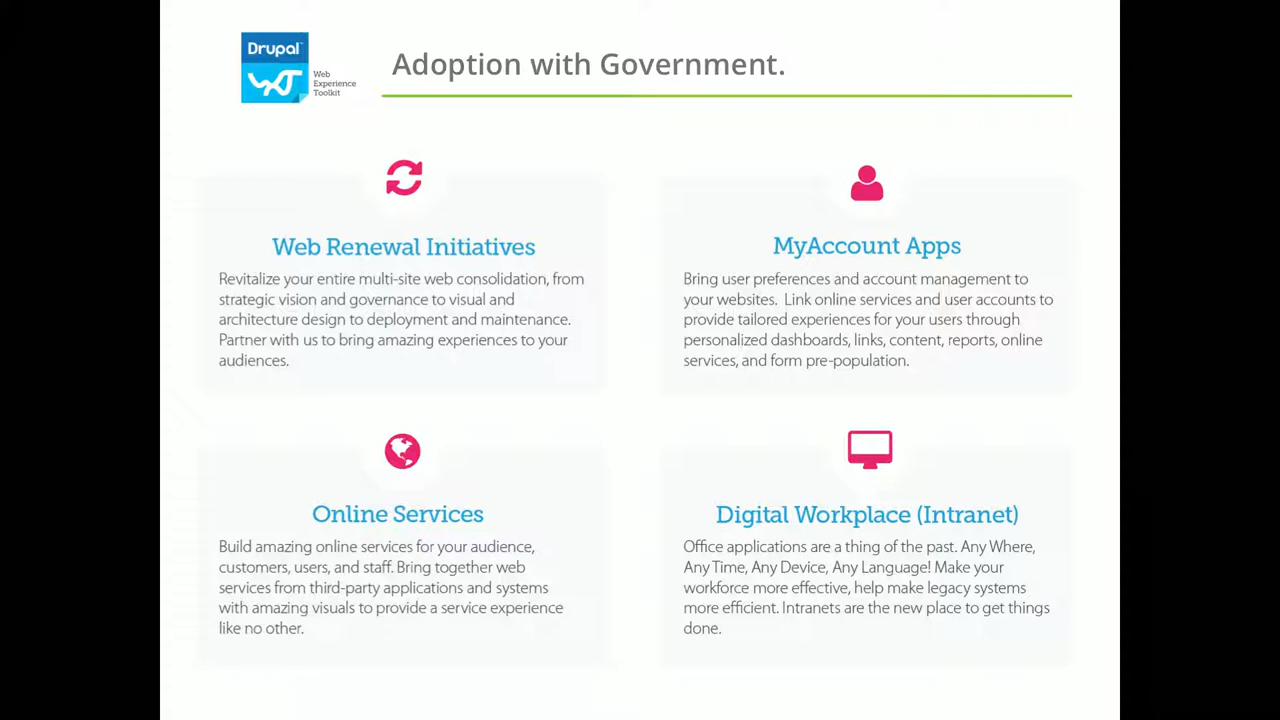 Drupal™
Web
Experience
Toolkit
Adoption with Government.
Web Renewal Initiatives
Revitalize your entire multi-site web consolidation, from
strategic vision and governance to visual and
architecture design to deployment and maintenance.
Partner with us to bring amazing experiences to your
audiences.
MyAccount Apps
Bring user preferences and account management to
your websites.  Link online services and user accounts to
provide tailored experiences for your users through
personalized dashboards, links, content, reports, online
services, and form pre-population.
Online Services
Build amazing online services for your audience,
customers, users, and staff. Bring together web
services from third-party applications and systems
with amazing visuals to provide a service experience
like no other.
Digital Workplace (Intranet)
Office applications are a thing of the past. Any Where,
Any Time, Any Device, Any Language! Make your
workforce more effective, help make legacy systems
more efficient. Intranets are the new place to get things
done.